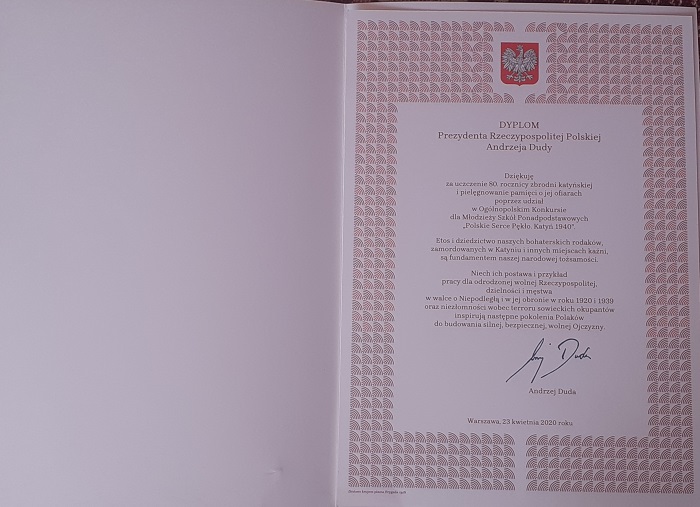 DYPLOM
Prezydenta Rzeczypospolitej Polskiej
Andrzeja Dudy
Dziękuję
za uczczenie 80. rocznicy zbrodni katyńskiej
i pielęgnowanie pamięci o jej ofiarach
poprzez udział
w Ogólnopolskim Konkursie
dla Młodzieży Szkół Ponadpodstawowych
„Polskie Serce Pękło. Katyń 1940".
Etos i dziedzictwo naszych bohaterskich rodaków,
zamordowanych w Katyniu i innych miejscach kaźni,
są fundamentem naszej narodowej tożsamości.
Niech ich postawa i przykład
pracy dla odrodzonej wolnej Rzeczypospolitej,
dzielności i męstwa
w walce o Niepodległą i w jej obronie w roku 1920 i 1939
oraz niezłomności wobec terroru sowieckich okupantów
inspirują następne pokolenia Polaków
do budowania silnej, bezpiecznej, wolnej Ojczyzny.
Andrzej Duda
Warszawa, 23 kwietnia 2020 roku